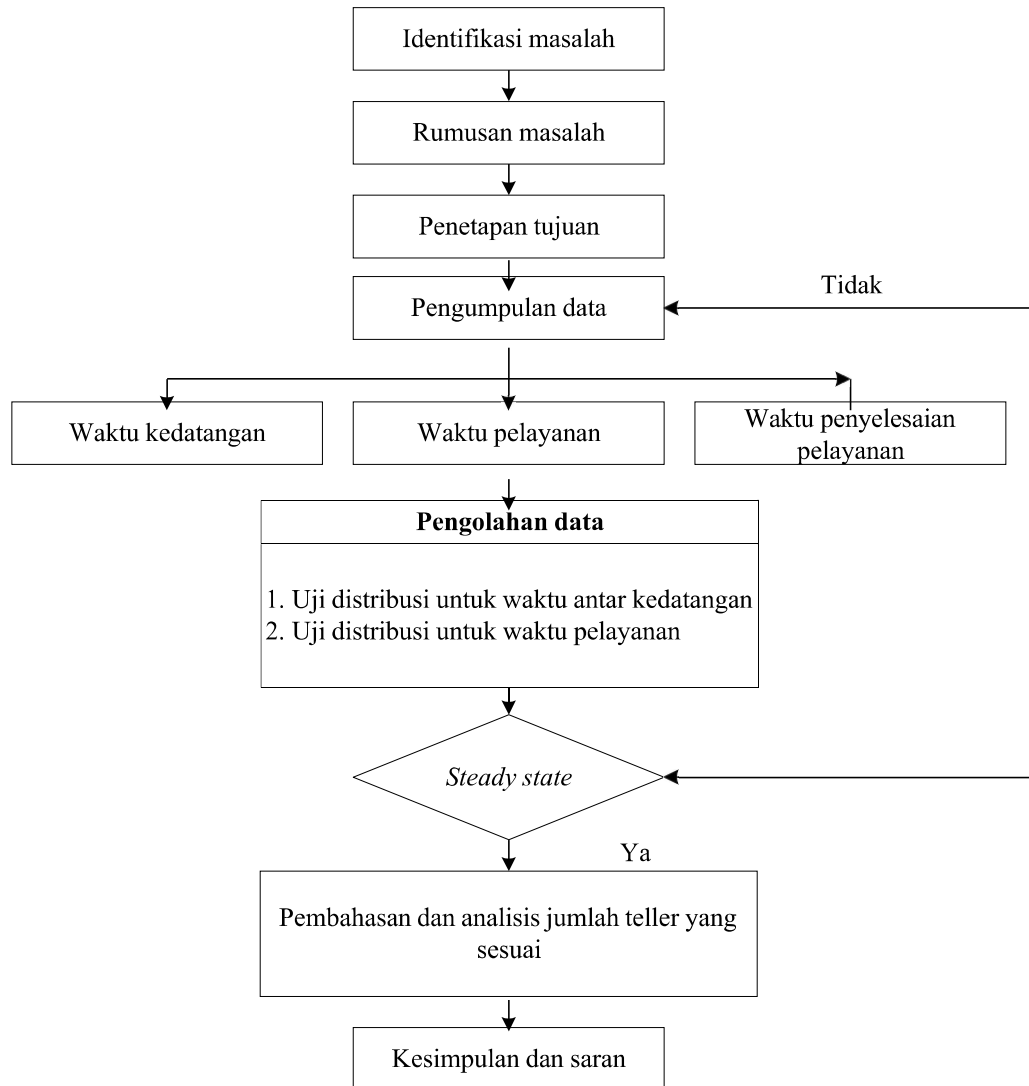 Identifikasi masalah
Rumusan masalah
Penetapan tujuan
Pengumpulan data
Tidak
Waktu kedatangan
Waktu pelayanan
Waktu penyelesaian
pelayanan
Pengolahan data
1. Uji distribusi untuk waktu antar kedatangan
2. Uji distribusi untuk waktu pelayanan
Steady state
Ya
Pembahasan dan analisis jumlah teller yang
sesuai
Kesimpulan dan saran